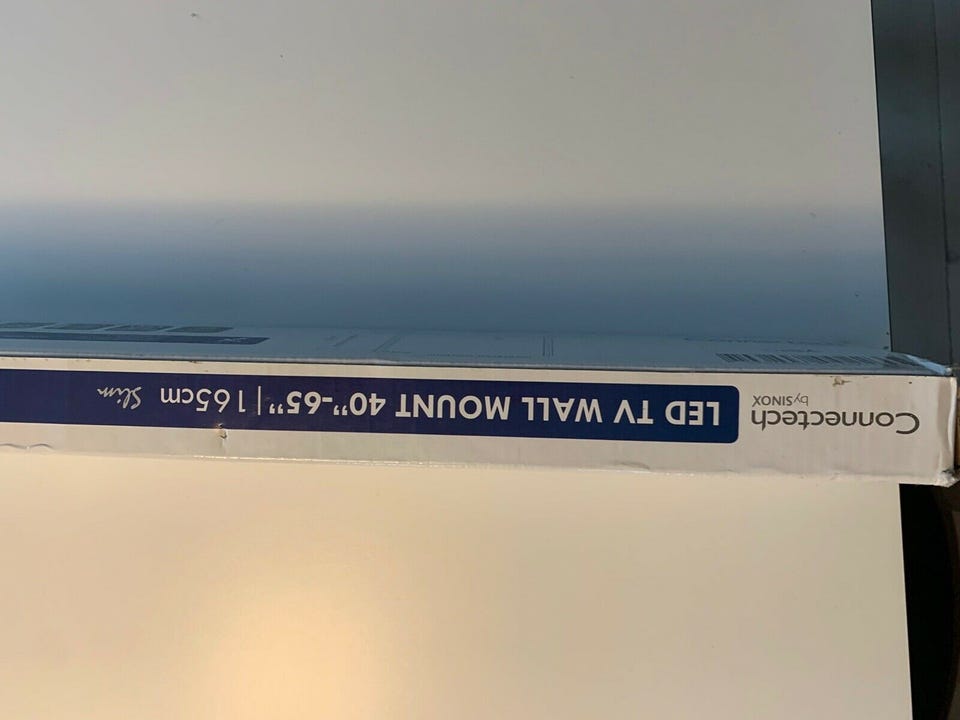 Connectech
by SINOX
LED TV WALL MOUNT 40''-65'' | 165cm Slim